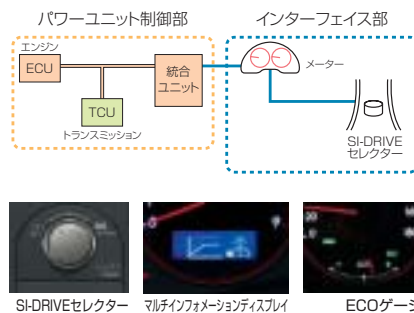 パワーユニット制御部
インターフェイス部
エンジン
ECU
統合
ユニット
TCU
トランスミッション
メーター
SI-DRIVE
セレクター
SI-DRIVEセレクター
マルチインフォメーションディスプレイ
ECOゲージ